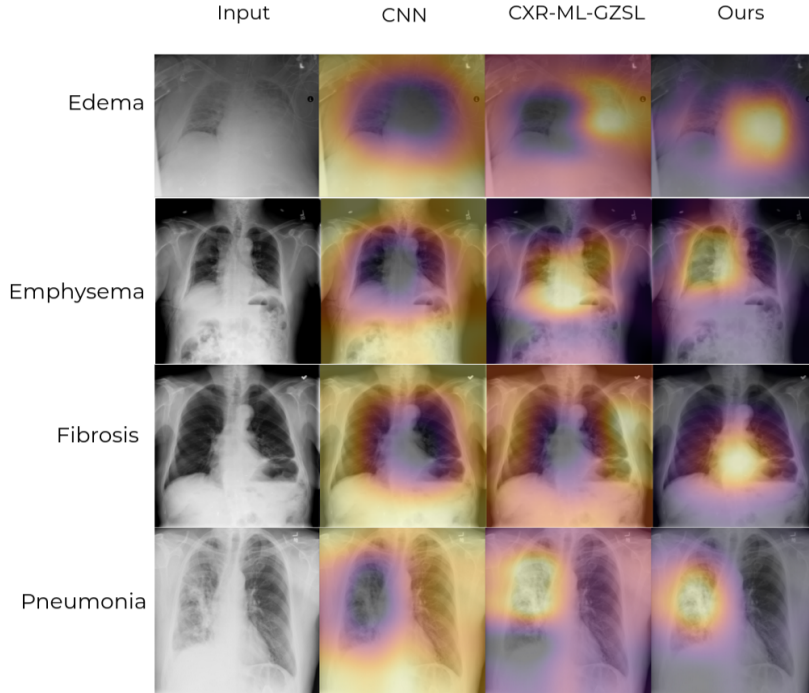 Input CNN CXR-ML-GZSL Ours
Edema
Emphysema
Fibrosis
Pneumonia